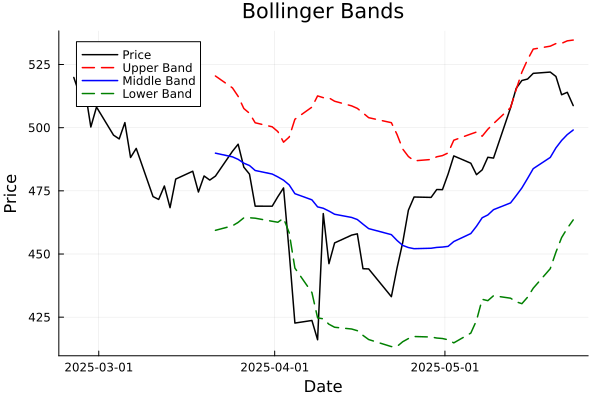 Bollinger Bands
Price
Upper Band
Middle Band
Lower Band
Price
525
500
475
450
425
2025-03-01
2025-04-01
2025-05-01
Date